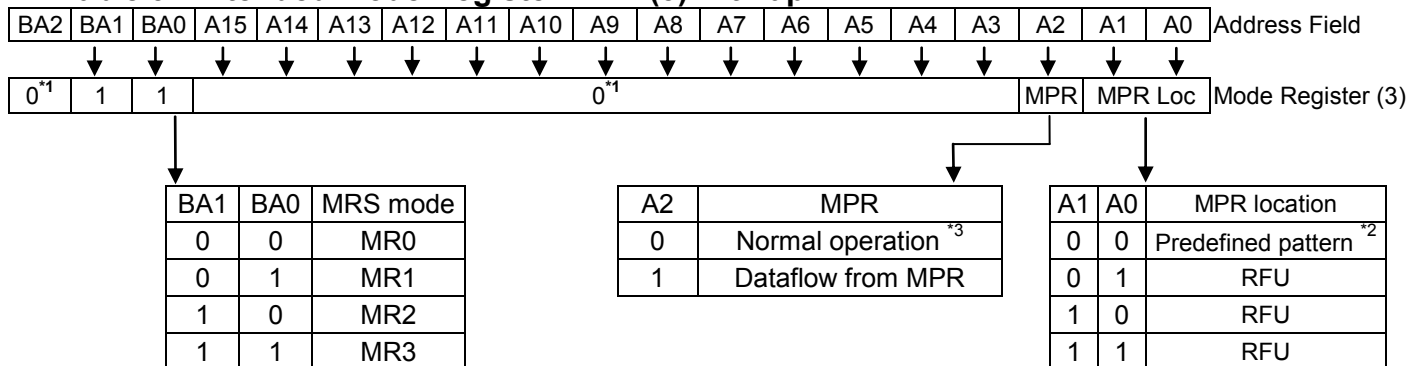 BA2 BA1 BA0 A15 A14 A13 A12 A11 A10 A9 A8 A7 A6 A5 A4 A3 A2 A1 A0 Address Field
0*1 1 1 0*1 MPR MPR Loc Mode Register (3)
BA1 BA0 MRS mode
0 0 MR0
0 1 MR1
1 0 MR2
1 1 MR3
A2 MPR
0 Normal operation *3
1 Dataflow from MPR
A1 A0 MPR location
0 0 Predefined pattern *2
0 1 RFU
1 0 RFU
1 1 RFU